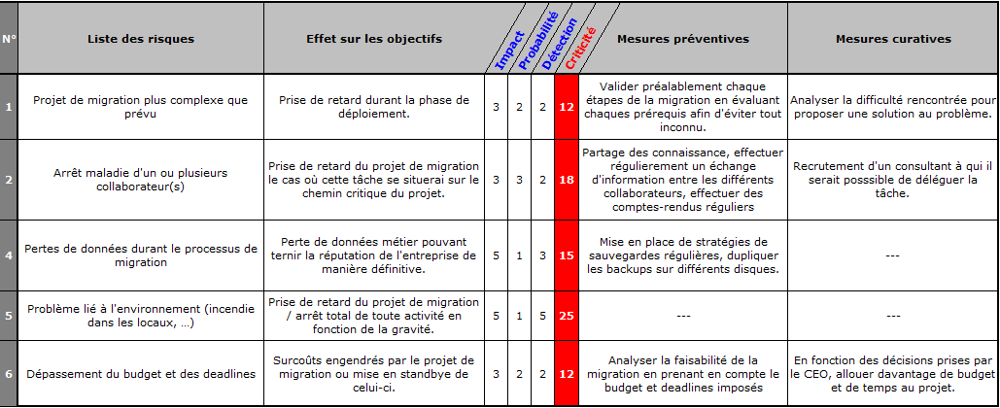 N°
Liste des risques
Effet sur les objectifs
Impact
Probabilité
Détection
Criticité
Mesures préventives
Mesures curatives
1
Projet de migration plus complexe que
prévu
Prise de retard durant la phase de
déploiement.
3
2
2
12
Valider préalablement chaque
étapes de la migration en évaluant
chaques prérequis afin d'éviter tout
inconnu.
Analyser la difficulté rencontrée pour
proposer une solution au problème.
2
Arrêt maladie d'un ou plusieurs
collaborateur(s)
Prise de retard du projet de migration
le cas où cette tâche se situerai sur le
chemin critique du projet.
3
3
2
18
Partage des connaissance, effectuer
régulierement un échange
d'information entre les différents
collaborateurs, effectuer des
comptes-rendus réguliers
Recrutement d'un consultant à qui il
serait posssible de déléguer la
tâche.
4
Pertes de données durant le processus de
migration
Perte de données métier pouvant
ternir la réputation de l'entreprise de
manière définitive.
5
1
3
15
Mise en place de stratégies de
sauvegardes régulières, dupliquer
les backups sur différents disques.
---
5
Problème lié à l'environnement (incendie
dans les locaux, ...)
Prise de retard du projet de migration
/ arrêt total de toute activité en
fonction de la gravité.
5
1
5
25
---
---
6
Dépassement du budget et des deadlines
Surcoûts engendrés par le projet de
migration ou mise en standbye de
celui-ci.
3
2
2
12
Analyser la faisabilité de la
migration en prenant en compte le
budget et deadlines imposés
En fonction des décisions prises par
le CEO, allouer davantage de budget
et de temps au projet.